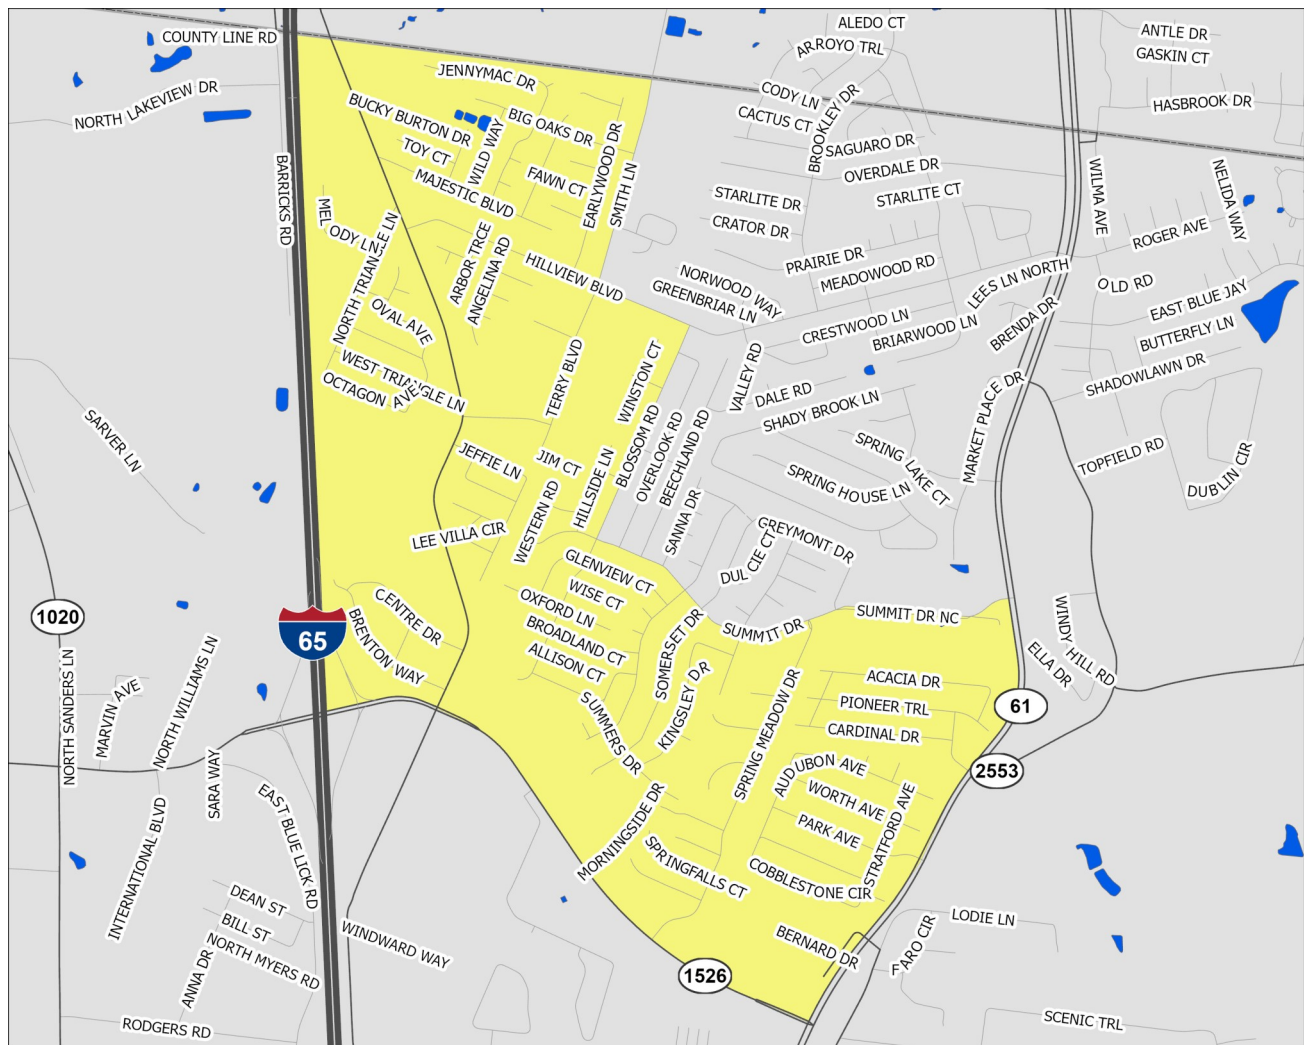 ALEDO CT
ANTLE DR
COUNTY LINE RD
ARROYO TRL
GASKIN CT
JENNYMAC DR
CODY LN
NORTH LAKEVIEW DR
HASBROOK DR
BUCKY BURTON DR
BIG OAKS DR
CACTUS CT
BROOKLEY DR
TOY CT
WILD WAY
SAGUARO DR
OVERDALE DR
EARLYWOOD DR
SMITH LN
FAWN CT
MAJESTIC BLVD
STARLITE DR
STARLITE CT
WILMA AVE
NELIDA WAY
BARRICKS RD
MELODY LN
NORTH TRIANGLE LN
CRATOR DR
ROGER AVE
ARBOR TRCE
ANGELINA RD
HILLVIEW BLVD
PRAIRIE DR
MEADOWOOD RD
NORWOOD WAY
GREENBRIAR LN
LEES LN NORTH
OLD RD
EAST BLUE JAY
OVAL AVE
CRESTWOOD LN
BRIARWOOD LN
BRENDA DR
BUTTERFLY LN
WEST TRIANGLE LN
OCTAGON AVE
TERRY BLVD
WINSTON CT
VALLEY RD
DALE RD
SHADOWLAWN DR
SHADY BROOK LN
MARKET PLACE DR
SARVER LN
BLOSSOM RD
OVERLOOK RD
BEECHLAND RD
JEFFIE LN
JIM CT
SPRING LAKE CT
SPRING HOUSE LN
TOPFIELD RD
DUBLIN CIR
HILLSIDE LN
WESTERN RD
LEE VILLA CIR
SANNA DR
GREYMONT DR
DULCIE CT
GLENVIEW CT
WISE CT
OXFORD LN
BROADLAND CT
ALLISON CT
CENTRE DR
BRENTON WAY
1020
65
SOMERSET DR
SUMMIT DR
SUMMIT DR NC
WINDY HILL RD
ELLA DR
KINGSLEY DR
NORTH SANDERS LN
MARVIN AVE
NORTH WILLIAMS LN
SUMMERS DR
SPRING MEADOW DR
ACACIA DR
PIONEER TRL
CARDINAL DR
61
2553
SARA WAY
AUDUBON AVE
WORTH AVE
PARK AVE
STRATFORD AVE
INTERNATIONAL BLVD
EAST BLUE LICK RD
MORNINGSIDE DR
SPRINGFALLS CT
COBBLESTONE CIR
DEAN ST
BILL ST
NORTH MYERS RD
ANNA DR
WINDWARD WAY
BERNARD DR
FARO CIR
LODIE LN
1526
RODGERS RD
SCENIC TRL